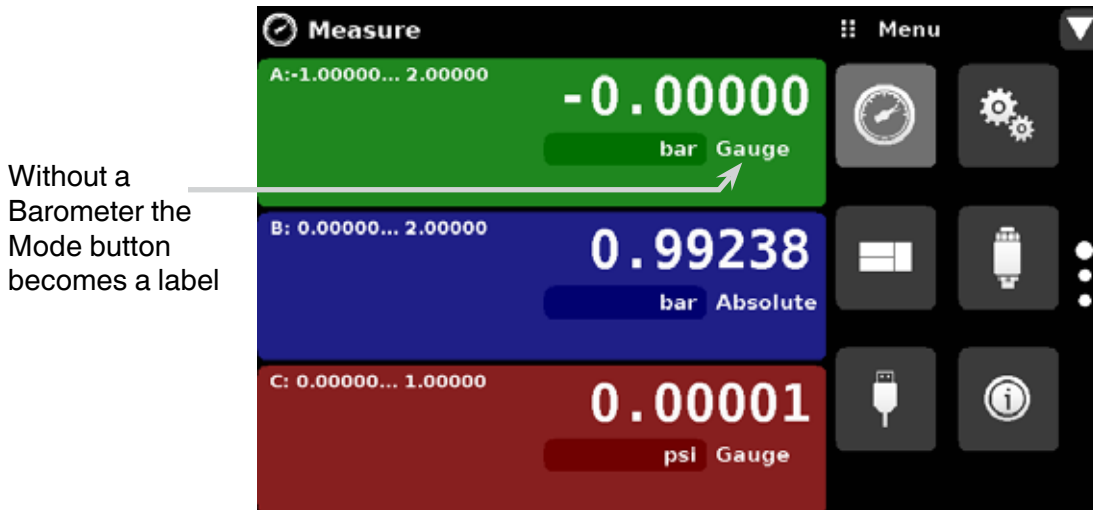 Measure
Menu
A:-1.00000... 2.00000
-0.00000
bar Gauge
Without a
Barometer the
Mode button
becomes a label
B: 0.00000... 2.00000
0.99238
bar Absolute
C: 0.00000... 1.00000
0.00001
psi Gauge